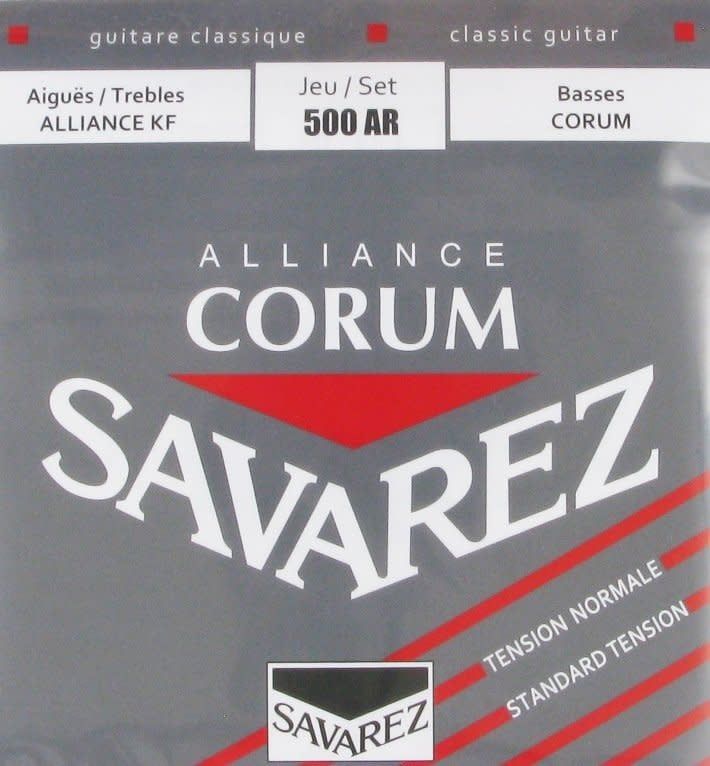 guitare classique
classic guitar
Aiguës / Trebles
ALLIANCE KF
Jeu / Set
500 AR
Basses
CORUM
ALLIANCE
CORUM
SAVAREZ
TENSION NORMALE
STANDARD TENSION
SAVAREZ